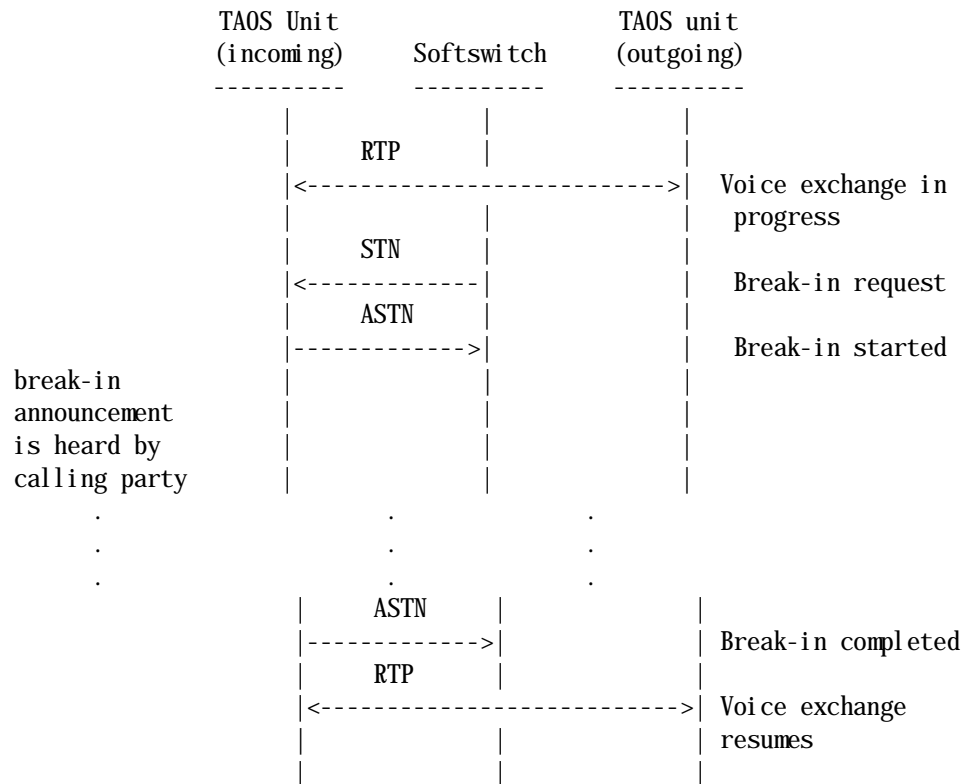 TAOS Unit TAOS unit
(incoming) Softswitch (outgoing)
---------- ---------- ----------
RTP
Voice exchange in
progress
STN
Break-in request
ASTN
Break-in started
break-in
announcement
is heard by
calling party
ASTN
Break-in completed
RTP
Voice exchange
resumes